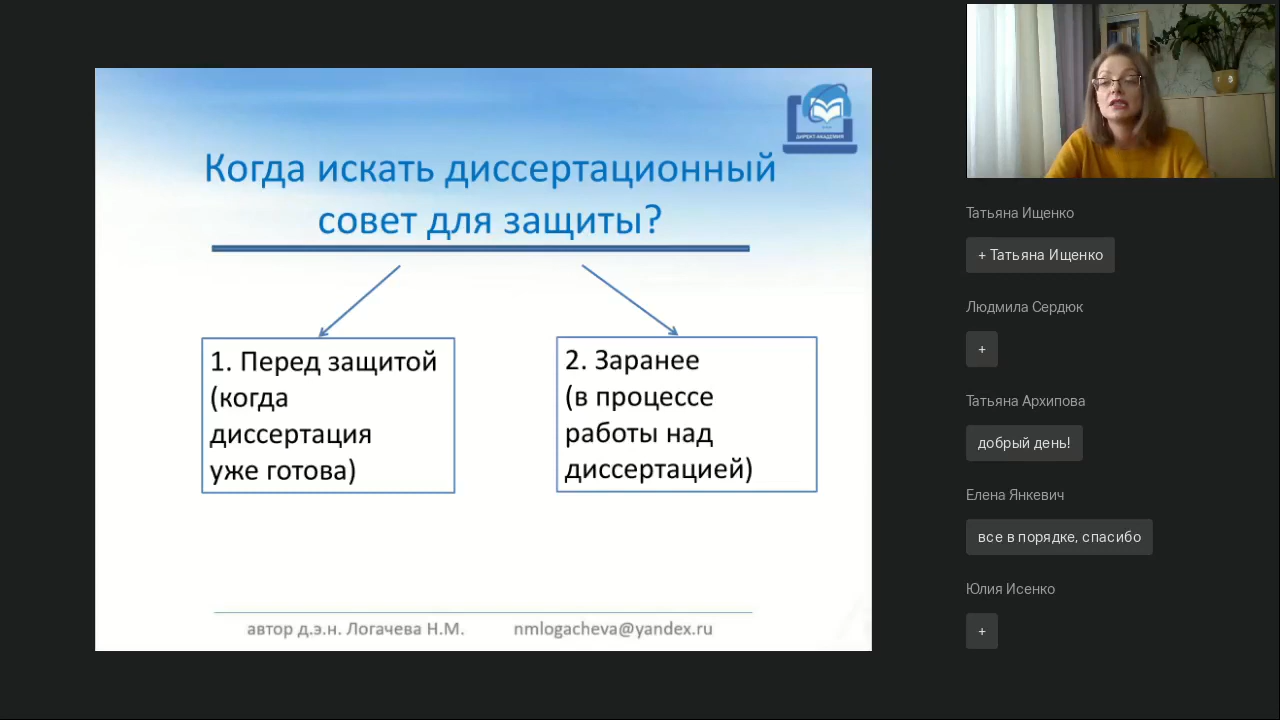 ДИРЕКТ-АКАДЕМИЯ
Когда искать диссертационный
совет для защиты?
1. Перед защитой
(когда
диссертация
уже готова)
2. Заранее
(в процессе
работы над
диссертацией)
автор д.э.н. Логачева Н.М. nmlogacheva@yandex.ru
Татьяна Ищенко
+ Татьяна Ищенко
Людмила Сердюк
+
Татьяна Архипова
добрый день!
Елена Янкевич
все в порядке, спасибо
Юлия Исенко
+